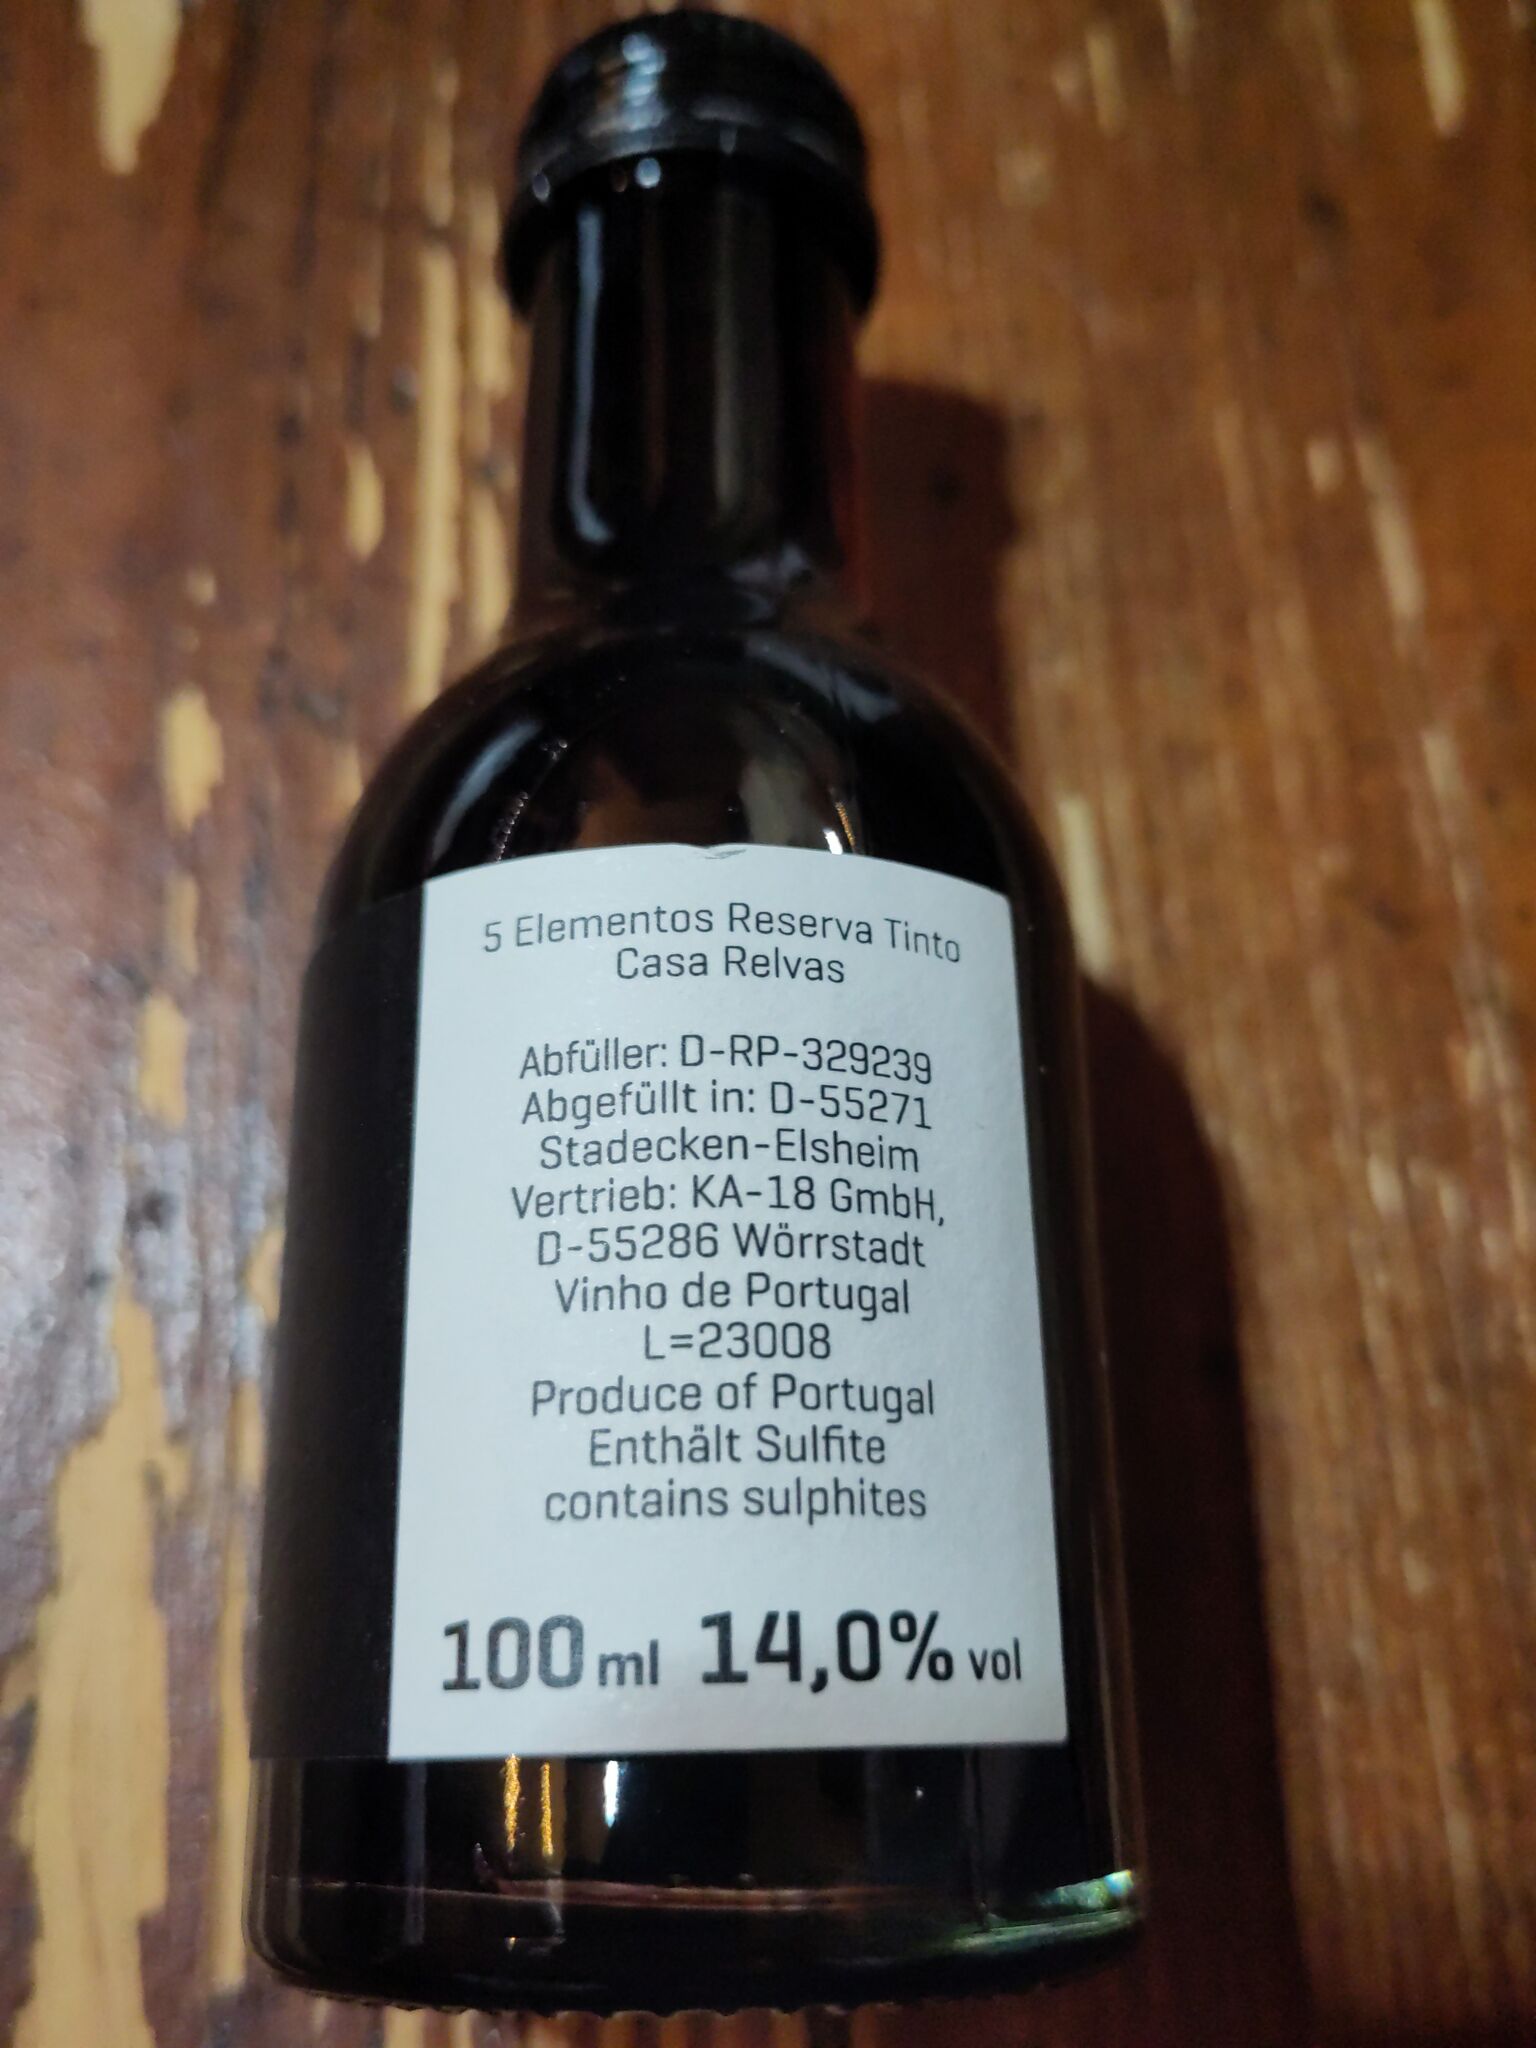 5 Elementos Reserva Tinto
Casa Relvas
Abfüller: D-RP-329239
Abgefüllt in: D-55271
Stadecken-Elsheim
Vertrieb: KA-18 GmbH,
D-55286 Wörrstadt
Vinho de Portugal
L=23008
Produce of Portugal
Enthält Sulfite
contains sulphites
100 ml 14,0% vol